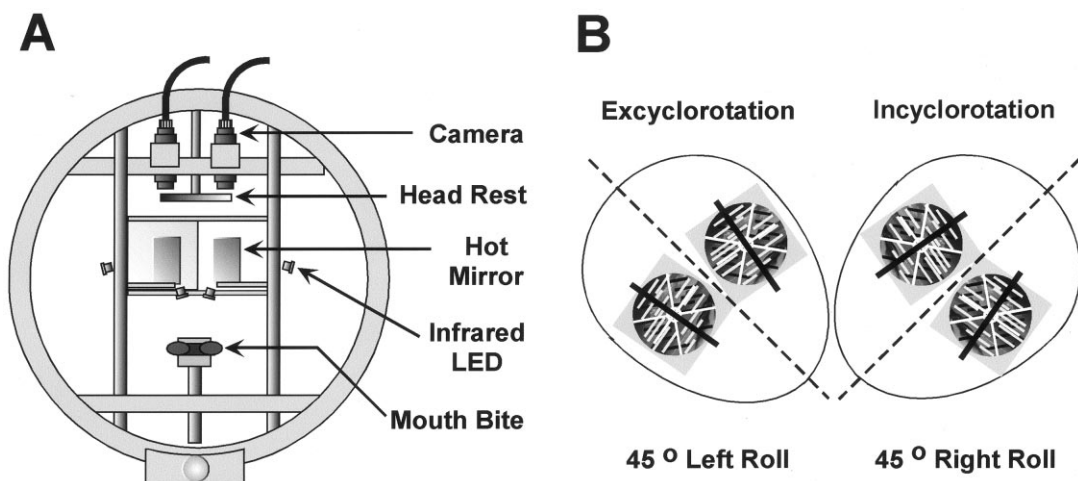 A
Camera
Head Rest
Hot
Mirror
Infrared
LED
Mouth Bite
B
Excyclorotation
Incyclorotation
45 º Left Roll
45 º Right Roll